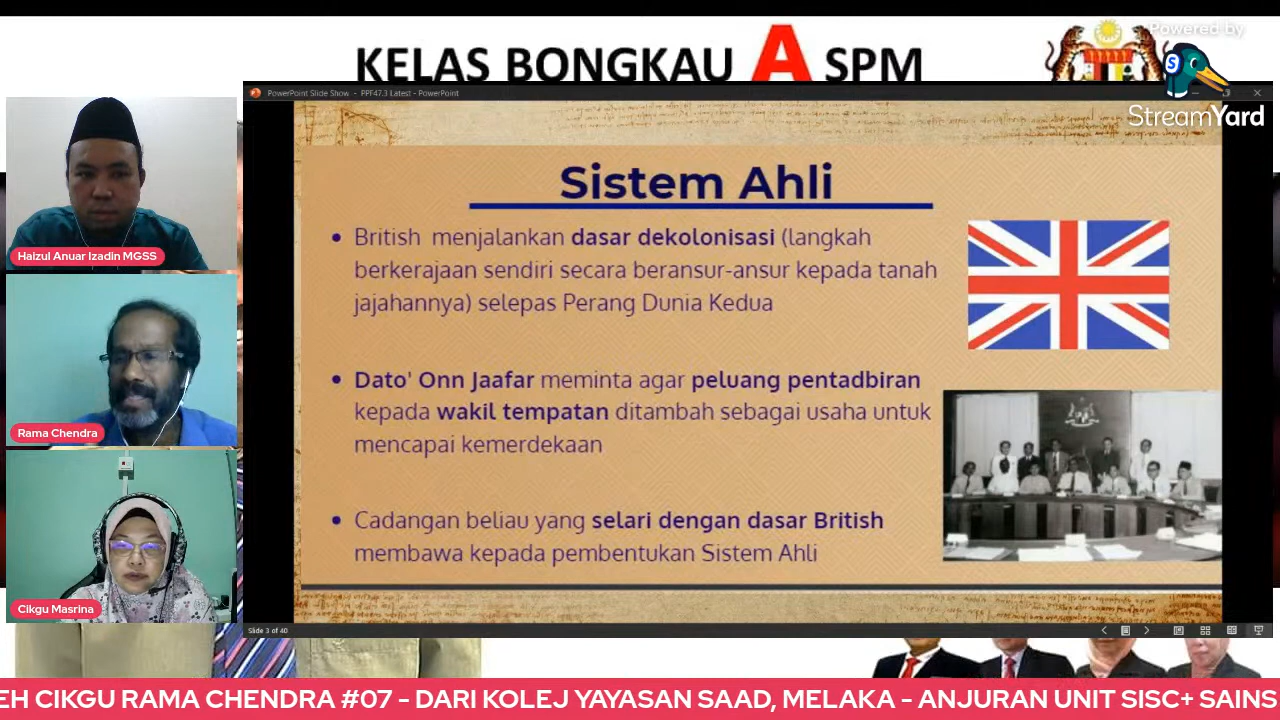 KELAS BONGKAU A SPM
Powered by
StreamYard
PowerPoint Slide Show - PPF47.3 Latest - PowerPoint
Haizul Anuar Izadin MGSS
Rama Chendra
Cikgu Masrina
Sistem Ahli
• British menjalankan dasar dekolonisasi (langkah
berkerajaan sendiri secara beransur-ansur kepada tanah
jajahannya) selepas Perang Dunia Kedua
• Dato' Onn Jaafar meminta agar peluang pentadbiran
kepada wakil tempatan ditambah sebagai usaha untuk
mencapai kemerdekaan
• Cadangan beliau yang selari dengan dasar British
membawa kepada pembentukan Sistem Ahli
Slide 3 of 40
EH CIKGU RAMA CHENDRA #07 - DARI KOLEJ YAYASAN SAAD, MELAKA - ANJURAN UNIT SISC+ SAINS